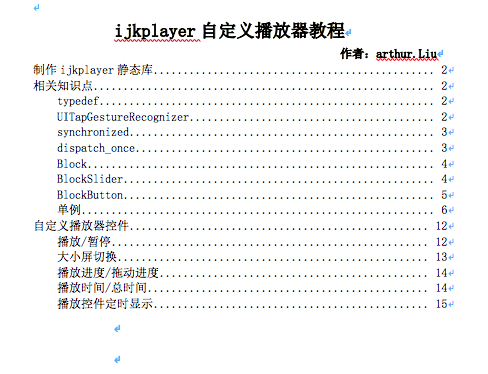 ijkplayer 自定义播放器教程
作者：arthur.Liu
制作 ijkplayer 静态库............................................... 2
相关知识点......................................................... 2
typedef........................................................ 2
UITapGestureRecognizer......................................... 2
synchronized................................................... 3
dispatch_once.................................................. 3
Block.......................................................... 4
BlockSlider.................................................... 4
BlockButton.................................................... 5
单例........................................................... 6
自定义播放器控件................................................... 12
播放/暂停...................................................... 12
大小屏切换..................................................... 13
播放进度/拖动进度.............................................. 14
播放时间/总时间................................................ 14
播放控件定时显示............................................... 15